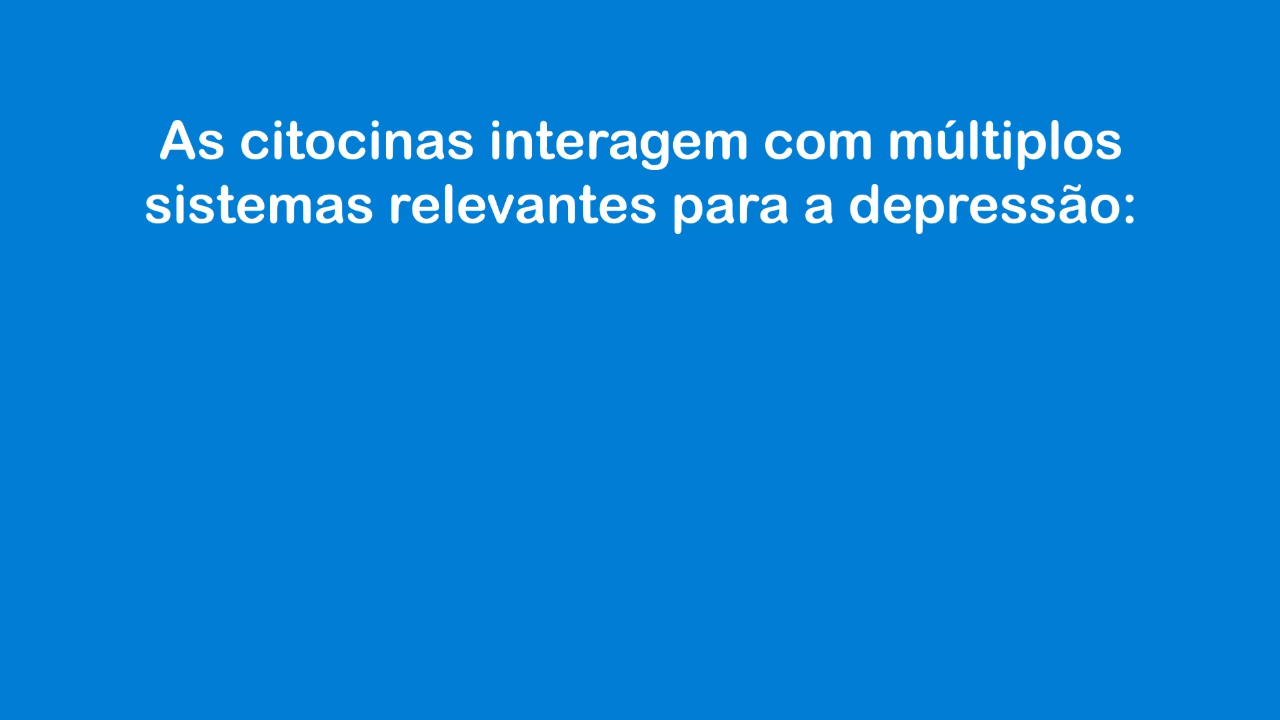 As citocinas interagem com múltiplos
sistemas relevantes para a depressão: